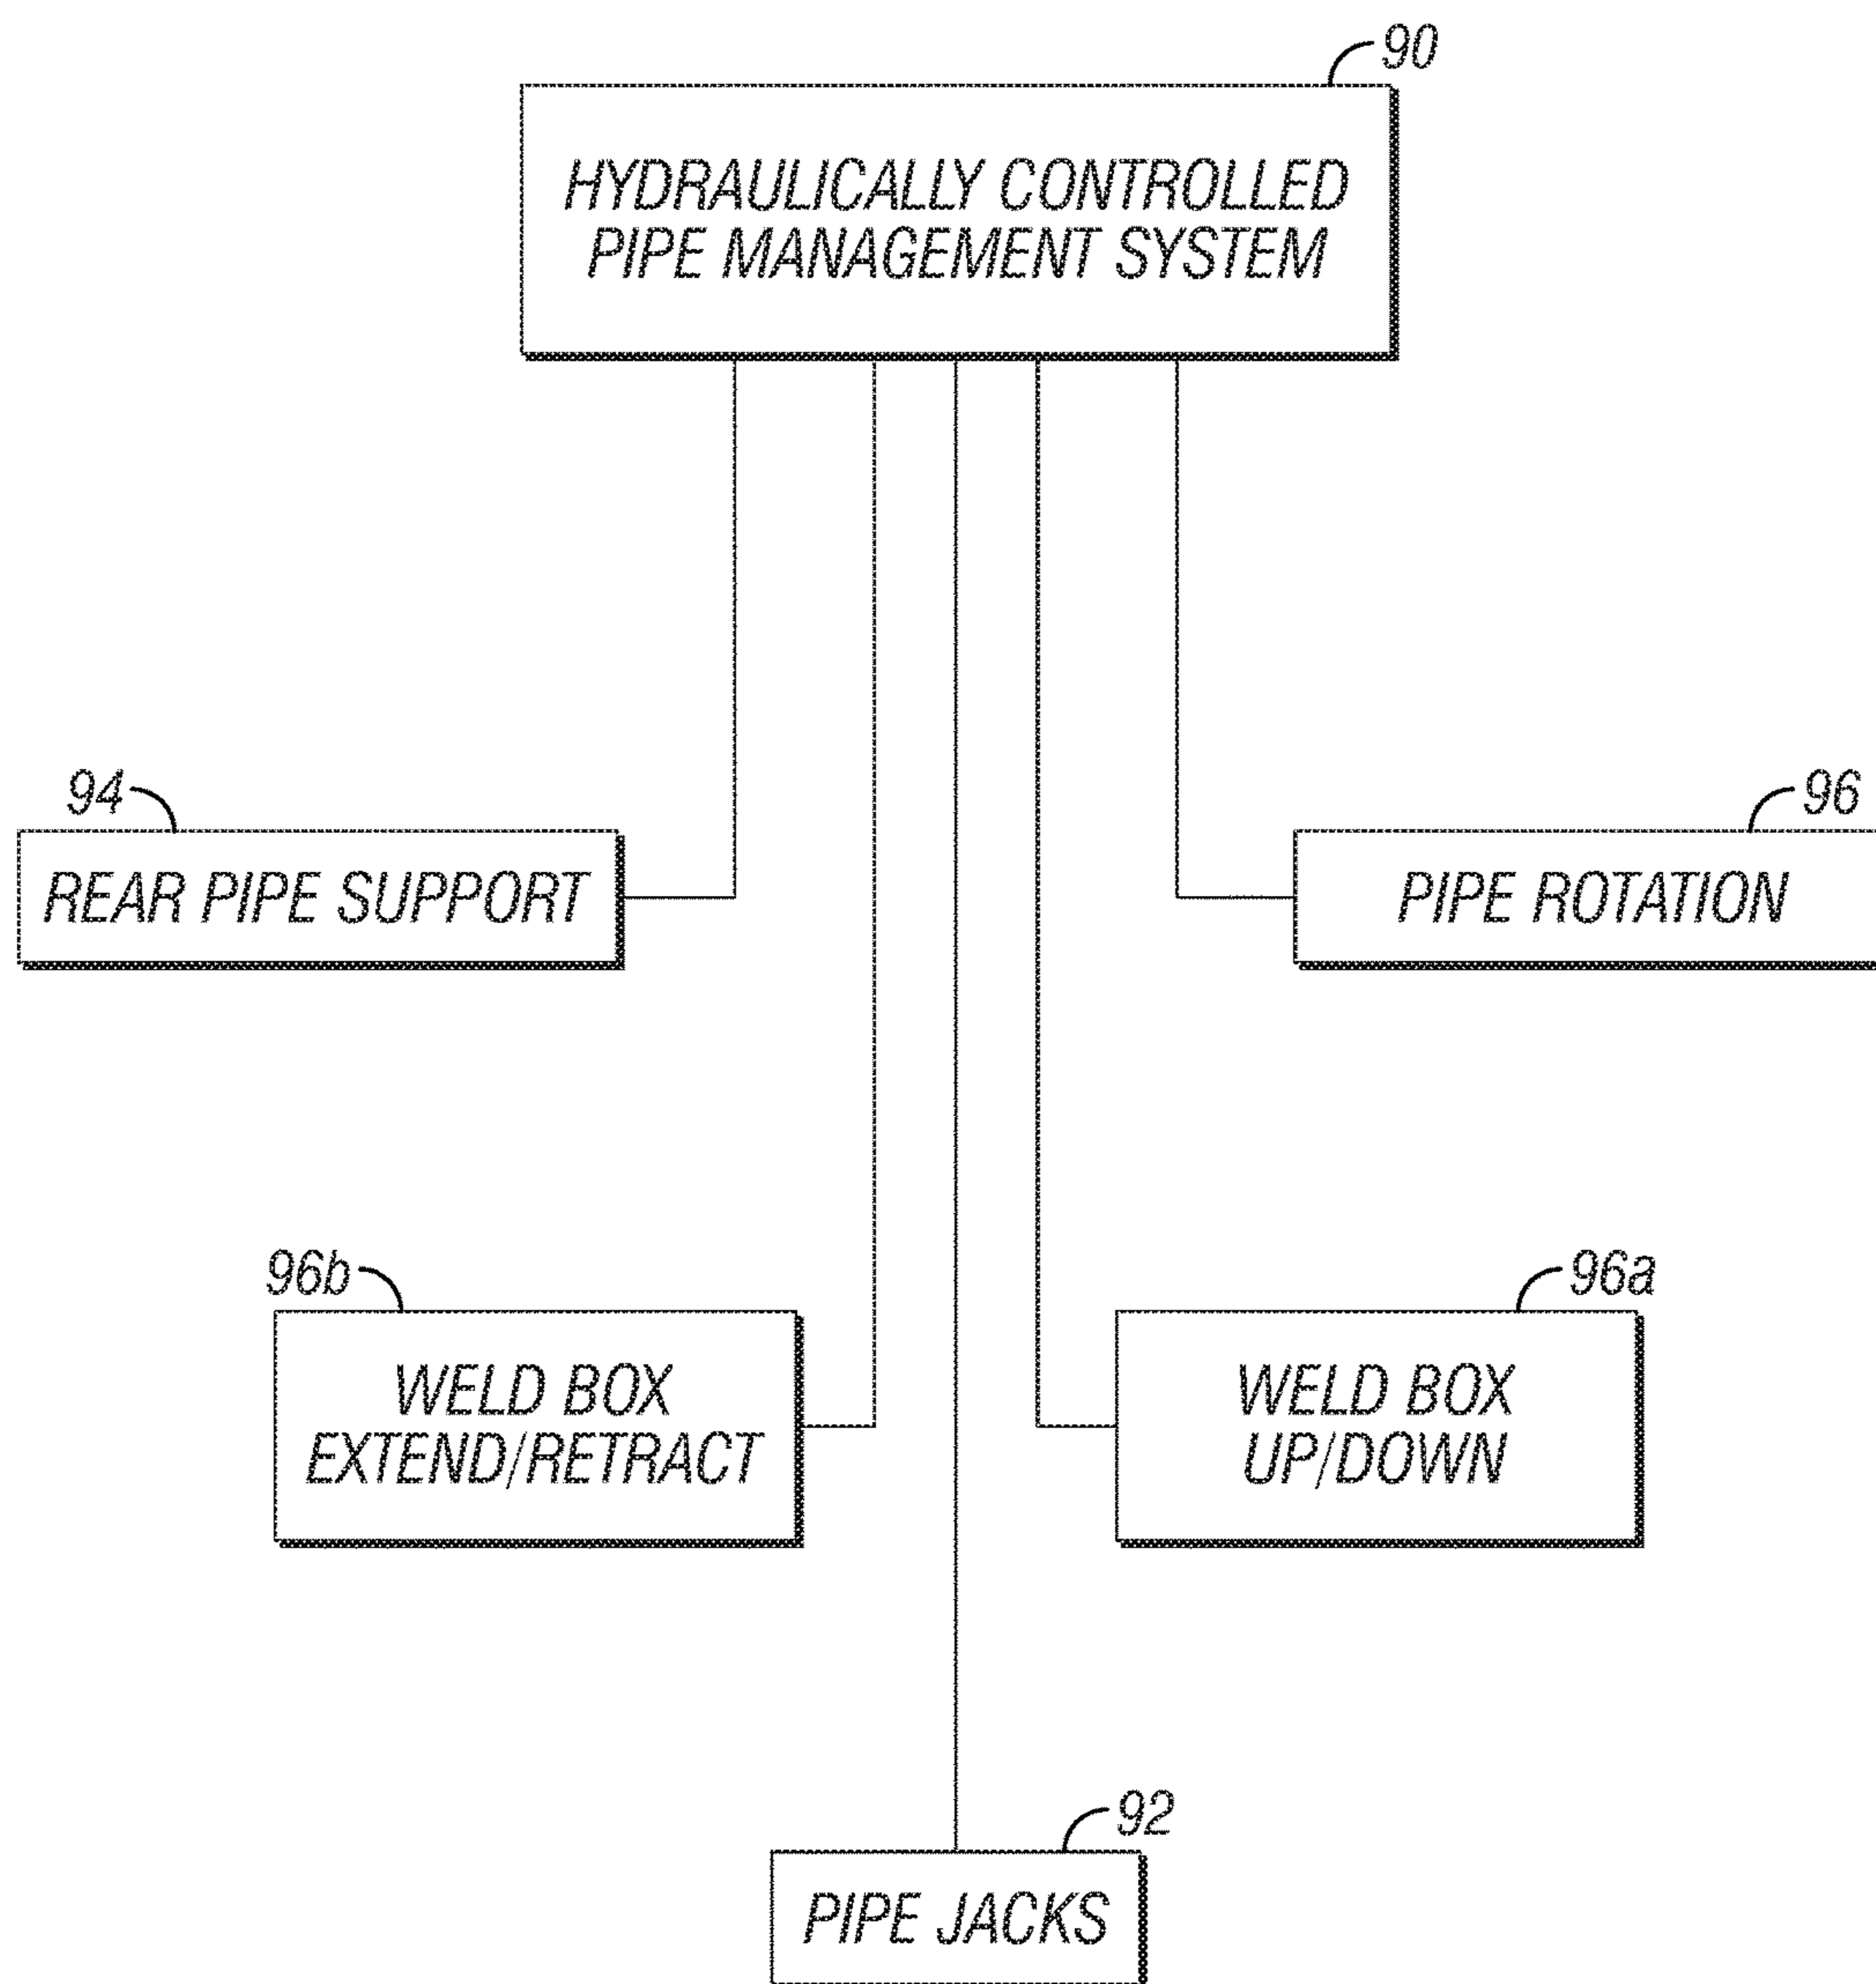 90
HYDRAULICALLY CONTROLLED
PIPE MANAGEMENT SYSTEM
94
REAR PIPE SUPPORT
96
PIPE ROTATION
96b
WELD BOX
EXTEND/RETRACT
96a
WELD BOX
UP/DOWN
92
PIPE JACKS